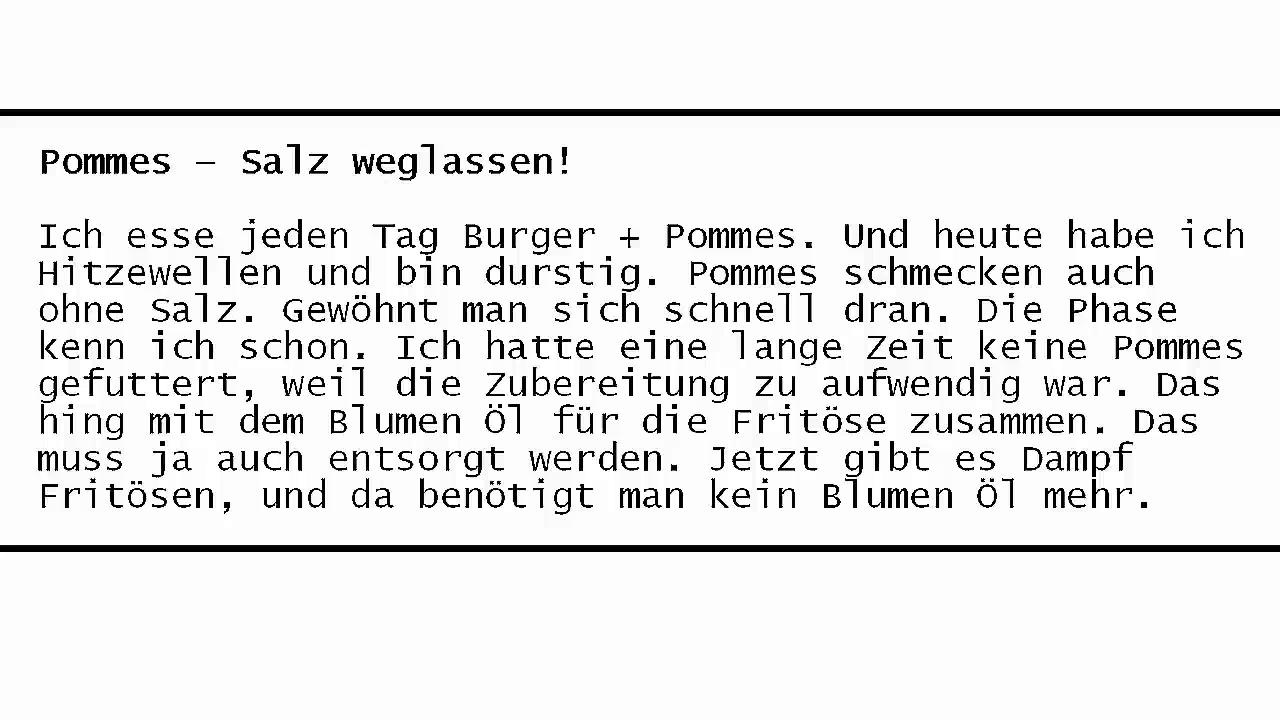 Pommes – Salz weglassen!
Ich esse jeden Tag Burger + Pommes. Und heute habe ich
Hitzewellen und bin durstig. Pommes schmecken auch
ohne Salz. Gewöhnt man sich schnell dran. Die Phase
kenn ich schon. Ich hatte eine lange Zeit keine Pommes
gefuttert, weil die Zubereitung zu aufwendig war. Das
hing mit dem Blumen Öl für die Fritöse zusammen. Das
muss ja auch entsorgt werden. Jetzt gibt es Dampf
Fritösen, und da benötigt man kein Blumen Öl mehr.